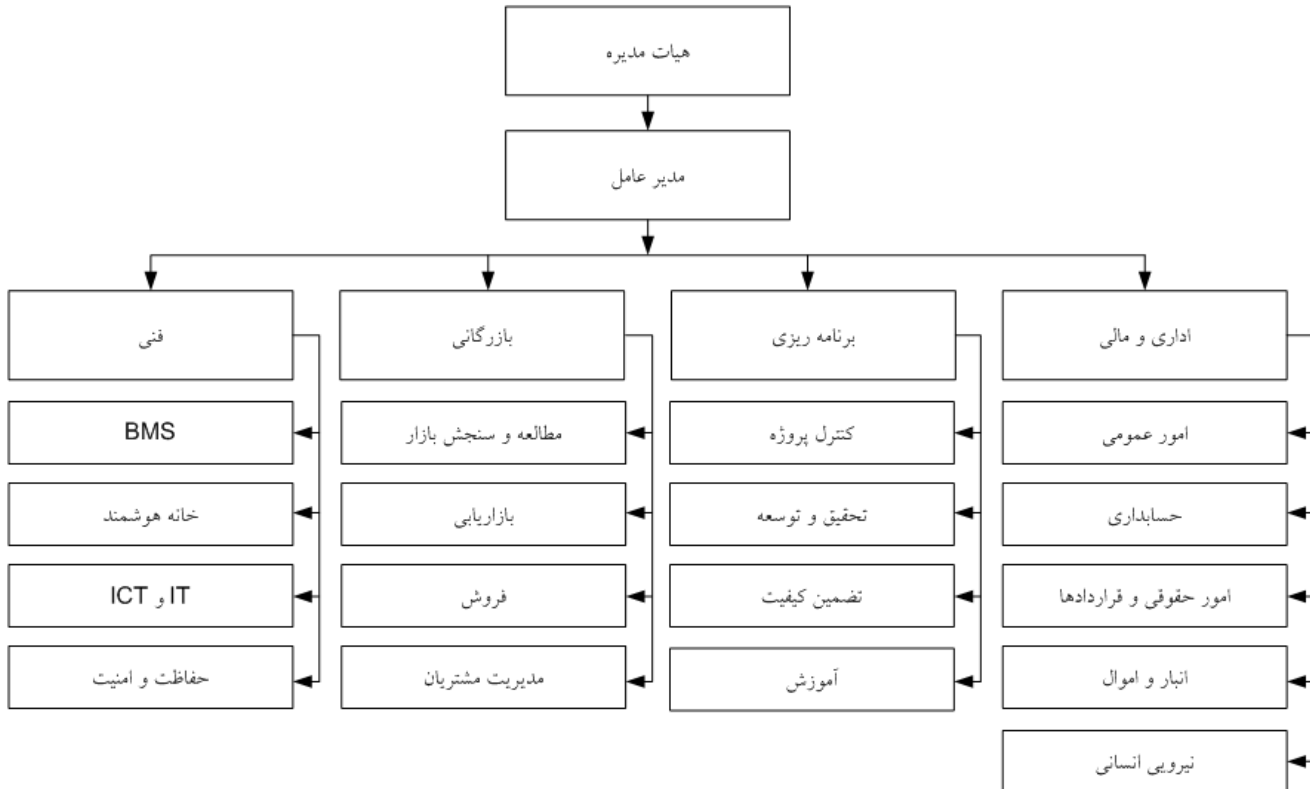 هیات مدیره
مدیر عامل
اداری و مالی
امور عمومی
حسابداری
امور حقوقی و قراردادها
انبار و اموال
نیرویی انسانی
برنامه ریزی
کنترل پروژه
تحقیق و توسعه
تضمین کیفیت
آموزش
بازرگانی
مطالعه و سنجش بازار
بازاریابی
فروش
مدیریت مشتریان
فنی
BMS
خانه هوشمند
IT و ICT
حفاظت و امنیت